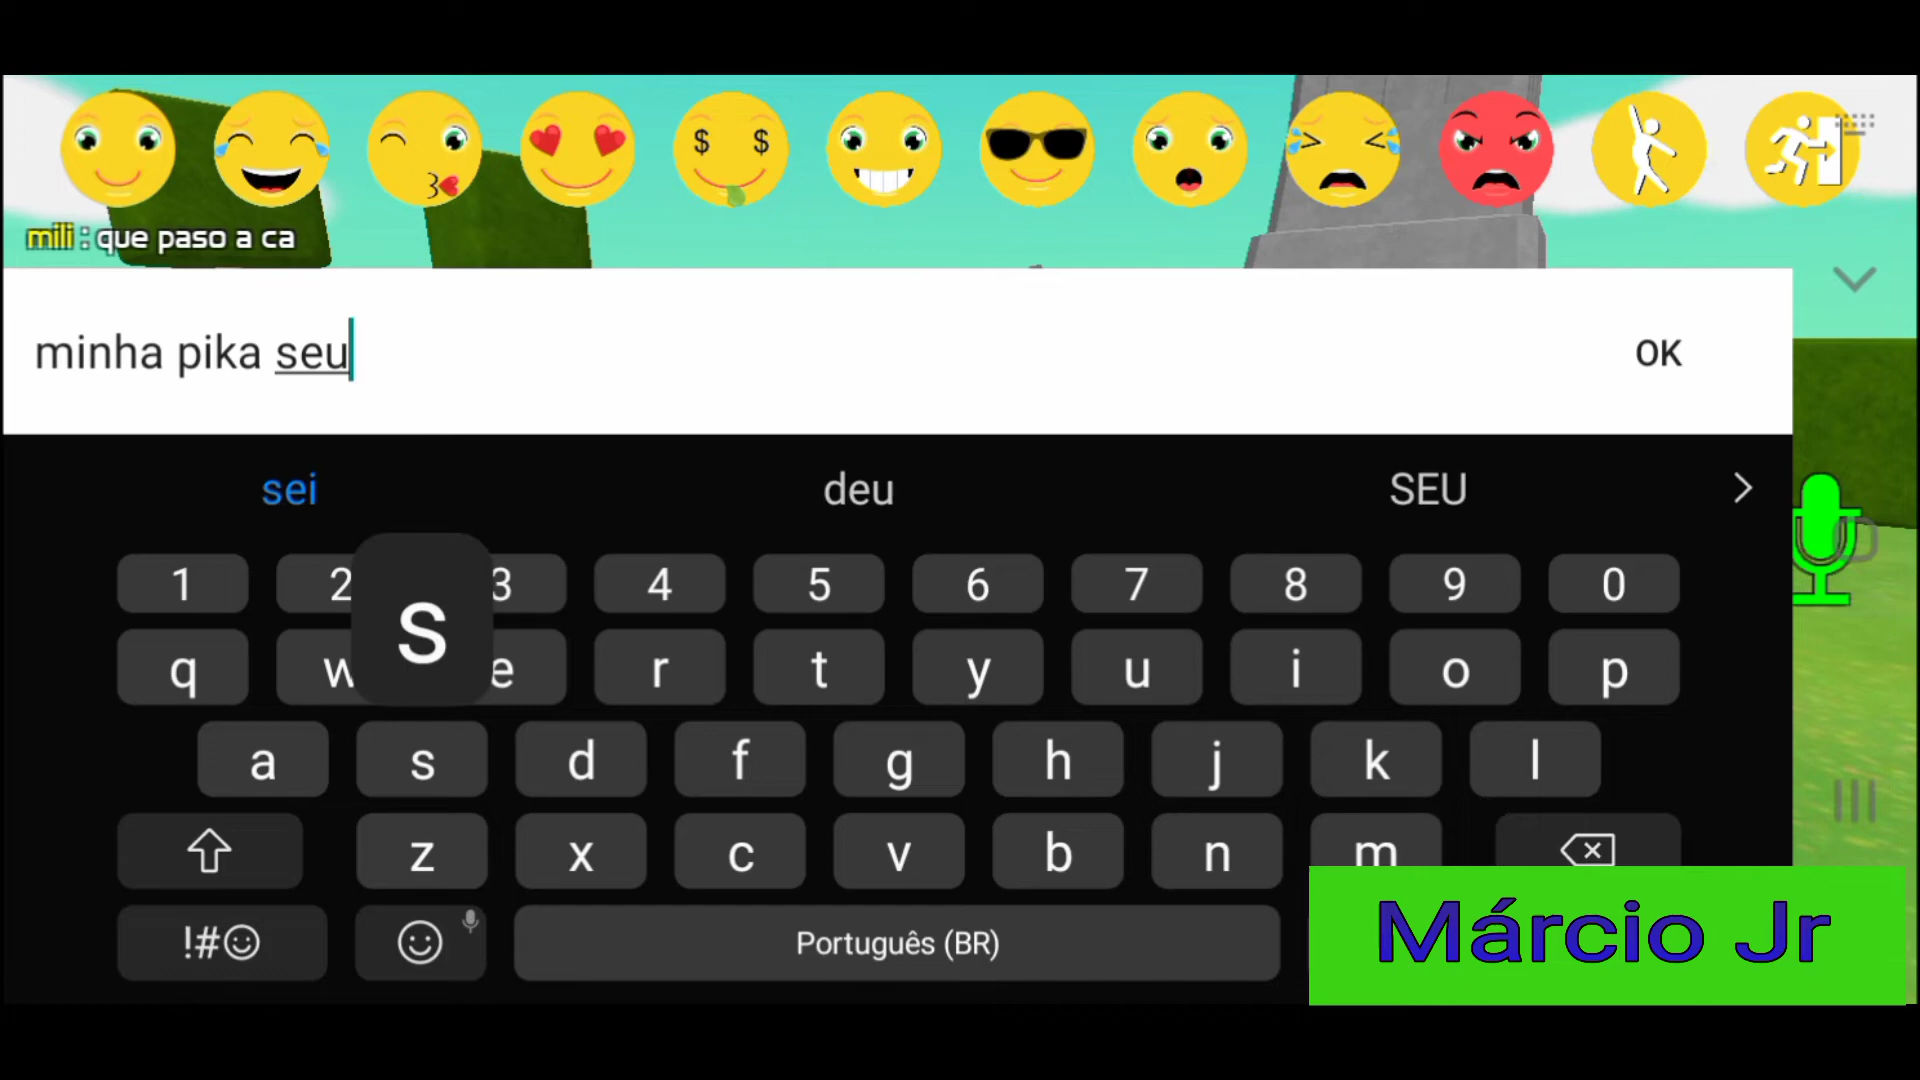 $ $
mili : que paso a ca
minha pika seu
OK
sei deu SEU
1 2 3 4 5 6 7 8 9 0
s
q w e r t y u i o p
a s d f g h j k l
z x c v b n m
!#☺ Português (BR)
Márcio Jr